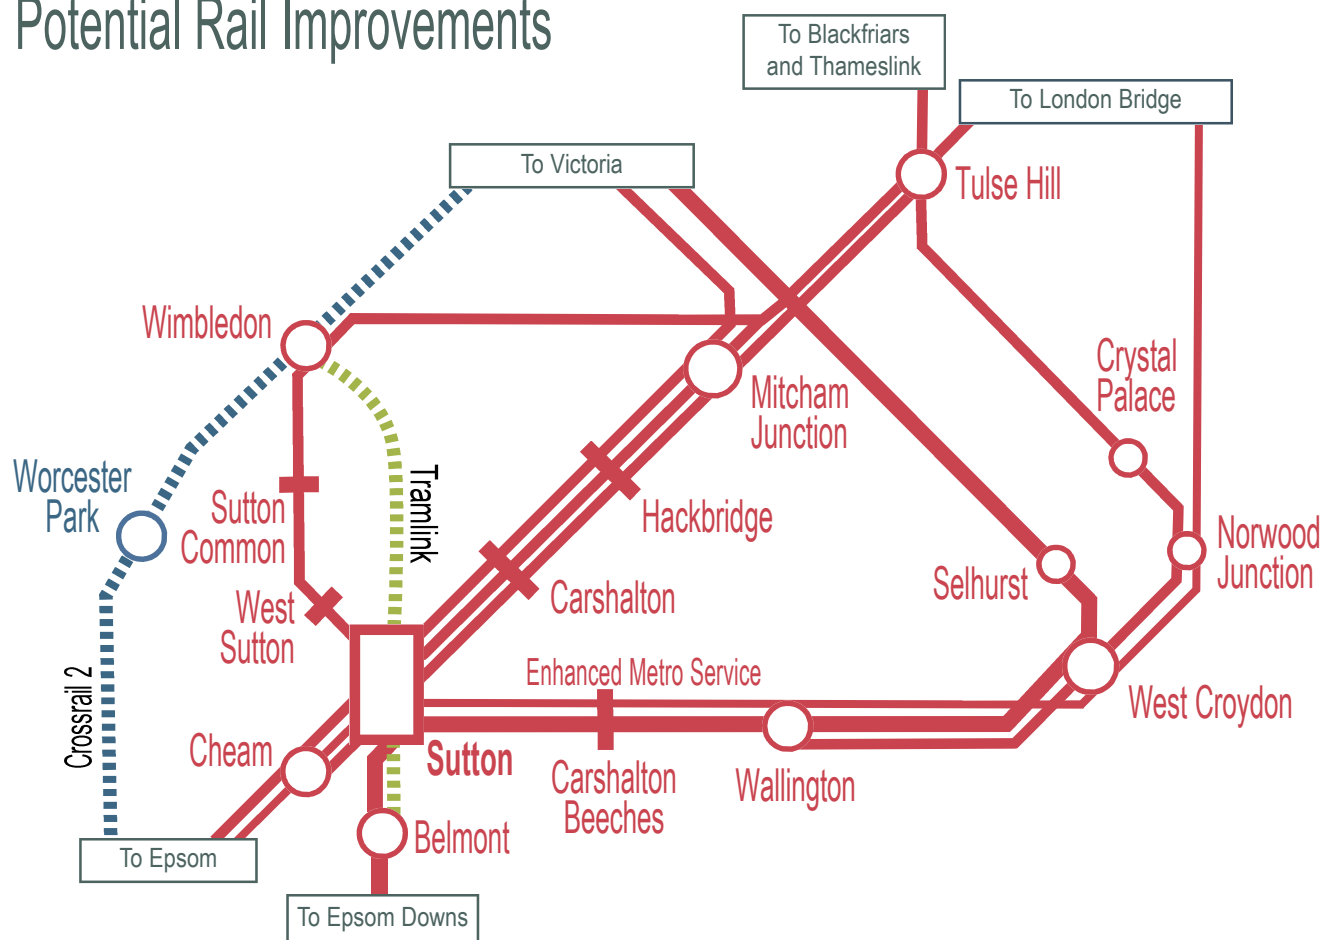 Potential Rail Improvements
To Blackfriars
and Thameslink
To London Bridge
To Victoria
Tulse Hill
Wimbledon
Crystal
Palace
Mitcham
Junction
Worcester
Park
Tramlink
Sutton
Common
Hackbridge
Norwood
Junction
Selhurst
Carshalton
West
Sutton
Enhanced Metro Service
Crossrail 2
West Croydon
Cheam
Sutton
Carshalton
Beeches
Wallington
Belmont
To Epsom
To Epsom Downs